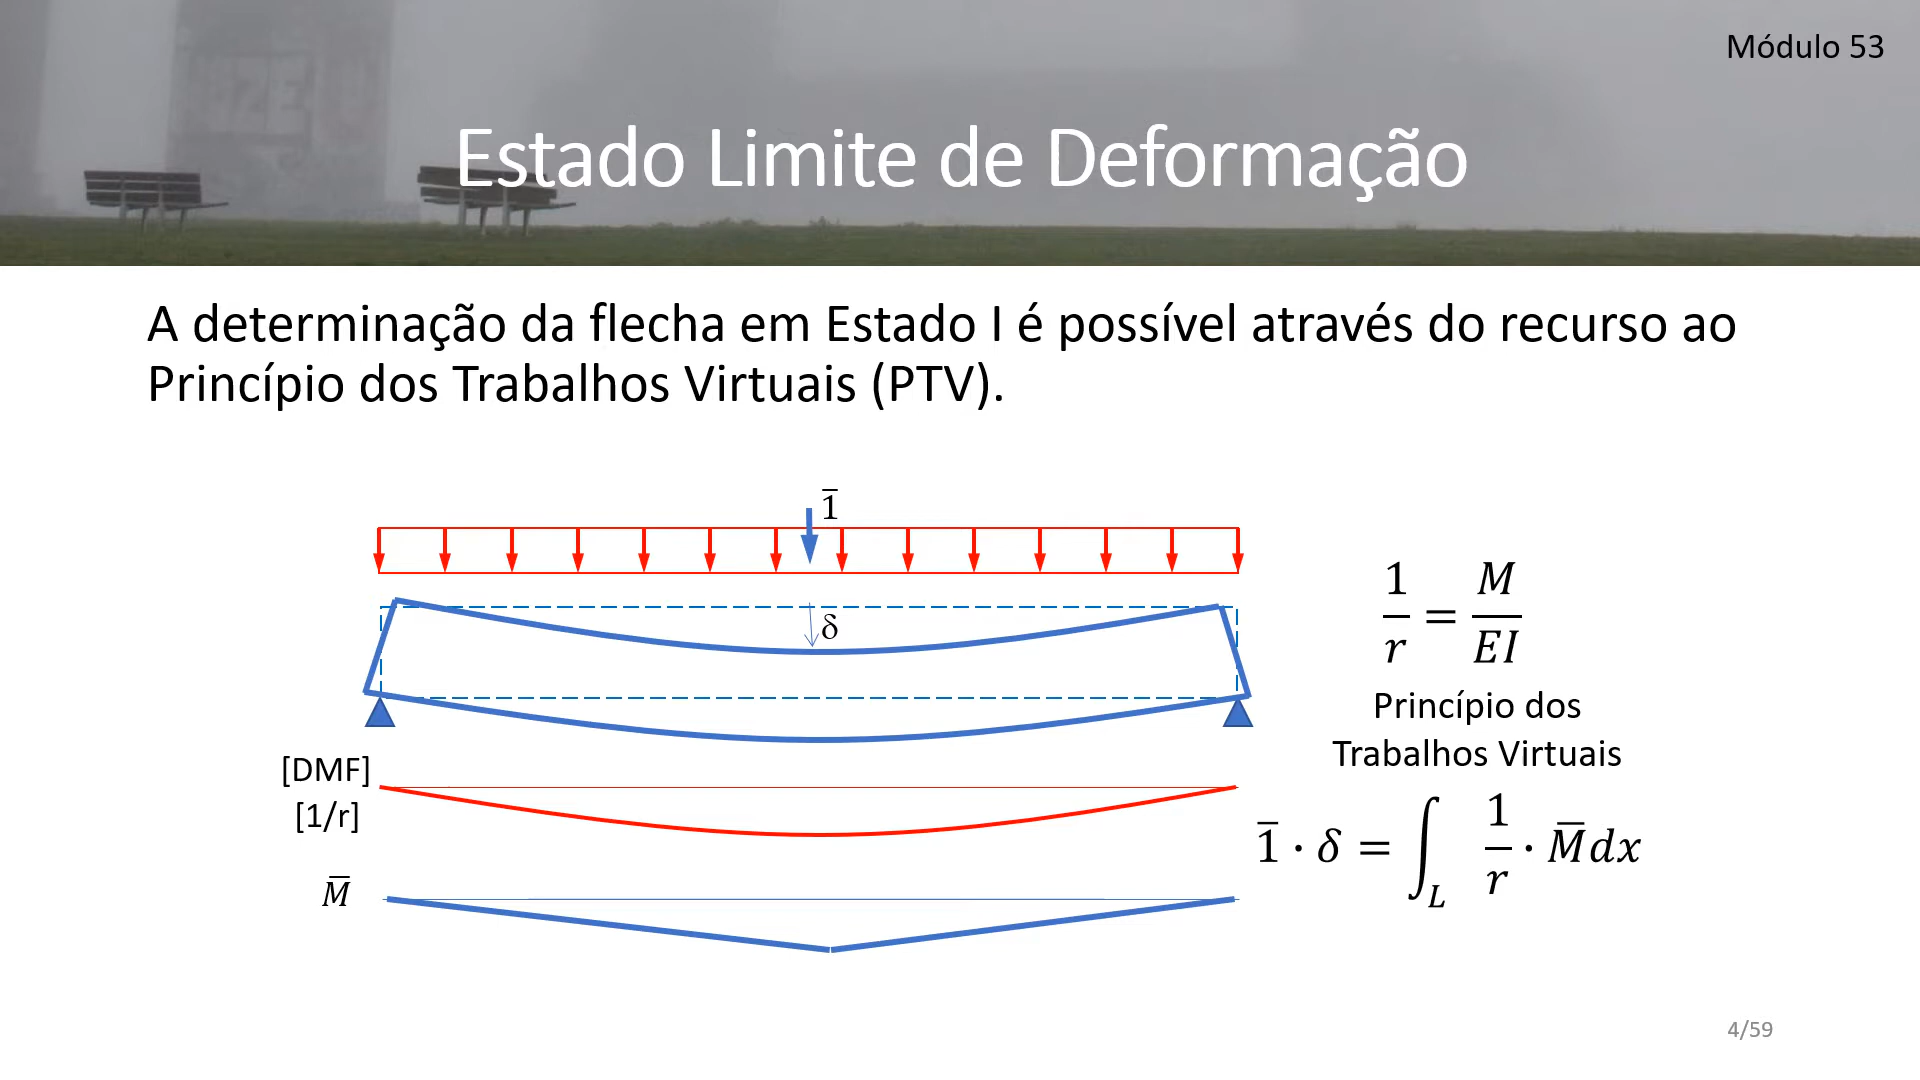 Módulo 53
Estado Limite de Deformação
A determinação da flecha em Estado I é possível através do recurso ao
Princípio dos Trabalhos Virtuais (PTV).
1̅
δ
1/r = M/EI
Princípio dos
Trabalhos Virtuais
[DMF]
[1/r]
1̅ · δ = ∫_L 1/r · M̅dx
M̅
4/59